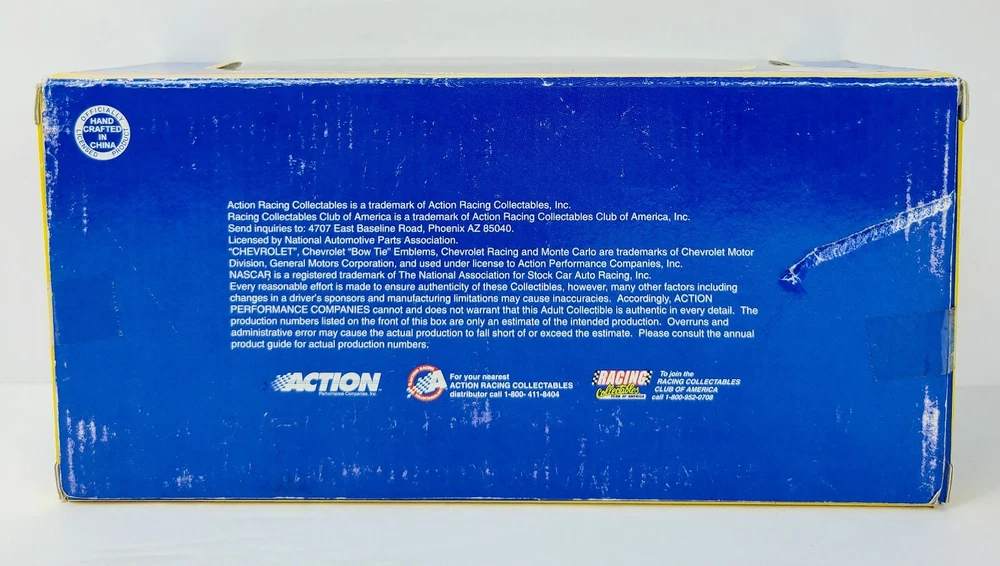 OFFICIALLY LICENSED PRODUCT
HAND
CRAFTED
IN
CHINA
Action Racing Collectables is a trademark of Action Racing Collectables, Inc.
Racing Collectables Club of America is a trademark of Action Racing Collectables Club of America, Inc.
Send inquiries to: 4707 East Baseline Road, Phoenix AZ 85040.
Licensed by National Automotive Parts Association.
"CHEVROLET", Chevrolet "Bow Tie" Emblems, Chevrolet Racing and Monte Carlo are trademarks of Chevrolet Motor
Division, General Motors Corporation, and used under license to Action Performance Companies, Inc.
NASCAR is a registered trademark of The National Association for Stock Car Auto Racing, Inc.
Every reasonable effort is made to ensure authenticity of these Collectibles, however, many other factors including
changes in a driver's sponsors and manufacturing limitations may cause inaccuracies. Accordingly, ACTION
PERFORMANCE COMPANIES cannot and does not warrant that this Adult Collectible is authentic in every detail. The
production numbers listed on the front of this box are only an estimate of the intended production. Overruns and
administrative error may cause the actual production to fall short of or exceed the estimate. Please consult the annual
product guide for actual production numbers.
ACTION
Performance Companies, Inc.
A
For your nearest
ACTION RACING COLLECTABLES
distributor call 1-800- 411-8404
RACING
Collectables
CLUB OF AMERICA
To join the
RACING COLLECTABLES
CLUB OF AMERICA
call 1-800-952-0708